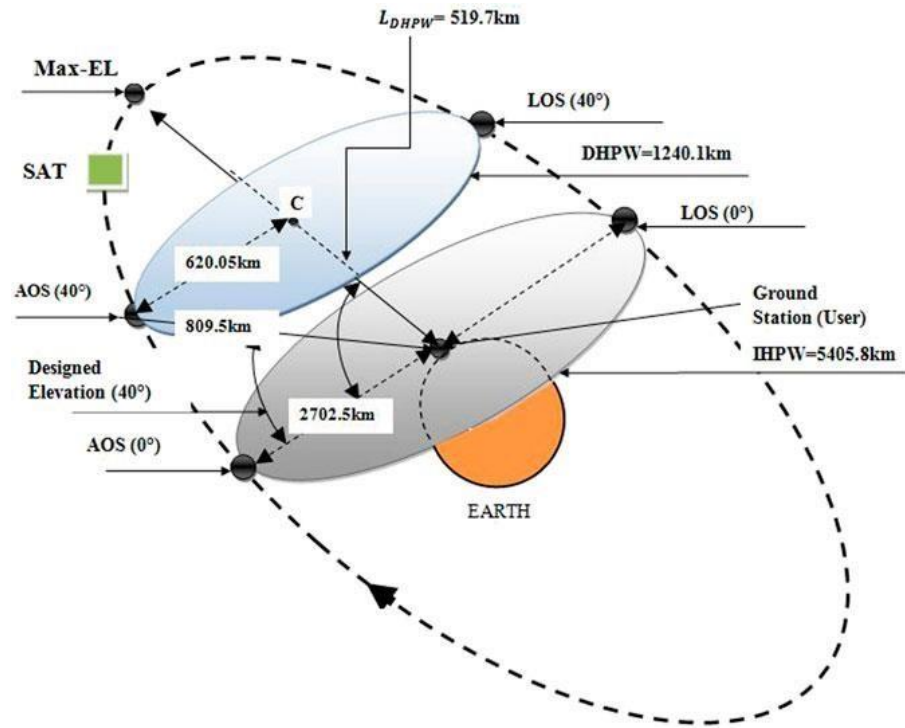 L_DHPW= 519.7km
Max-EL
LOS (40°)
DHPW=1240.1km
SAT
C
LOS (0°)
620.05km
AOS (40°)
809.5km
Ground
Station (User)
IHPW=5405.8km
Designed
Elevation (40°)
2702.5km
AOS (0°)
EARTH